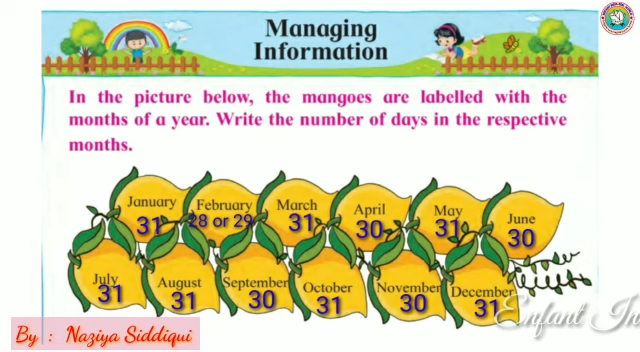 Managing
Information
In the picture below, the mangoes are labelled with the
months of a year. Write the number of days in the respective
months.
January
31
February
28 or 29
March
31
April
30
May
31
June
30
July
31
August
31
September
30
October
31
November
30
December
31
By : Naziya Siddiqui
Enfant In